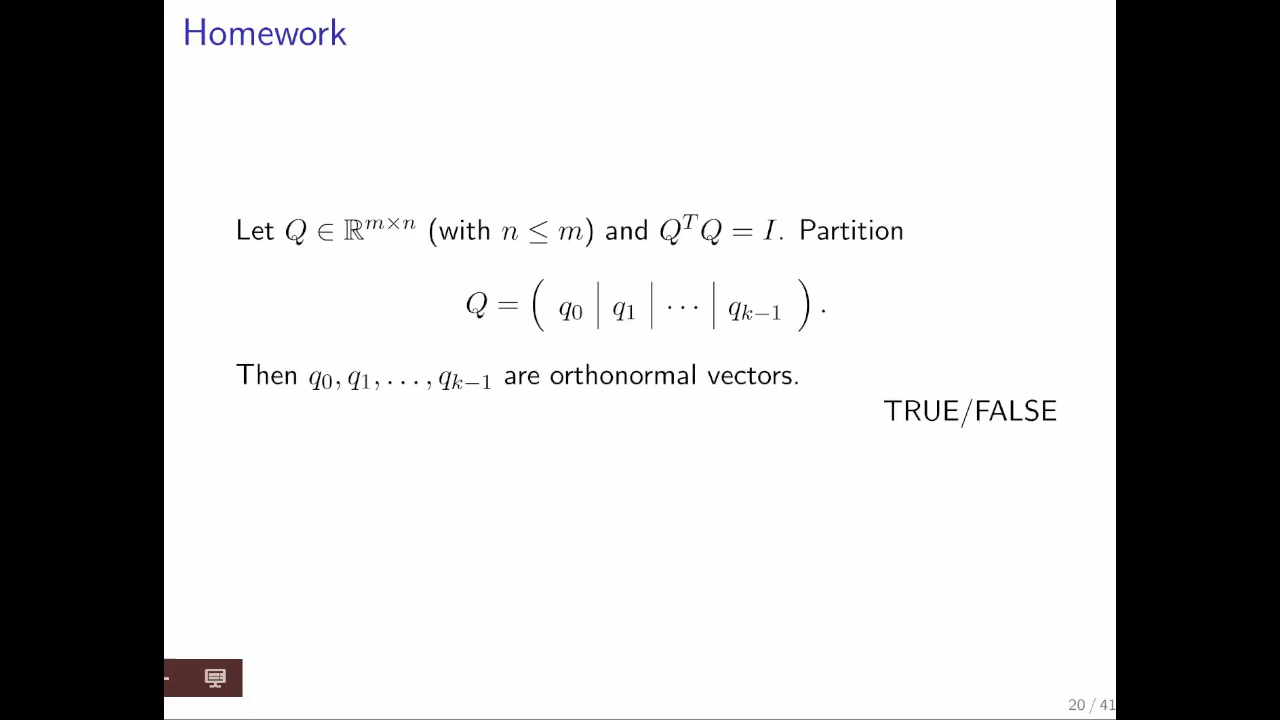 Homework
Let Q ∈ ℝ^{m×n} (with n ≤ m) and Q^T Q = I. Partition
Q = ( q_0 | q_1 | ⋯ | q_{k−1} ) .
Then q_0, q_1, . . . , q_{k−1} are orthonormal vectors.
TRUE/FALSE
20 / 41